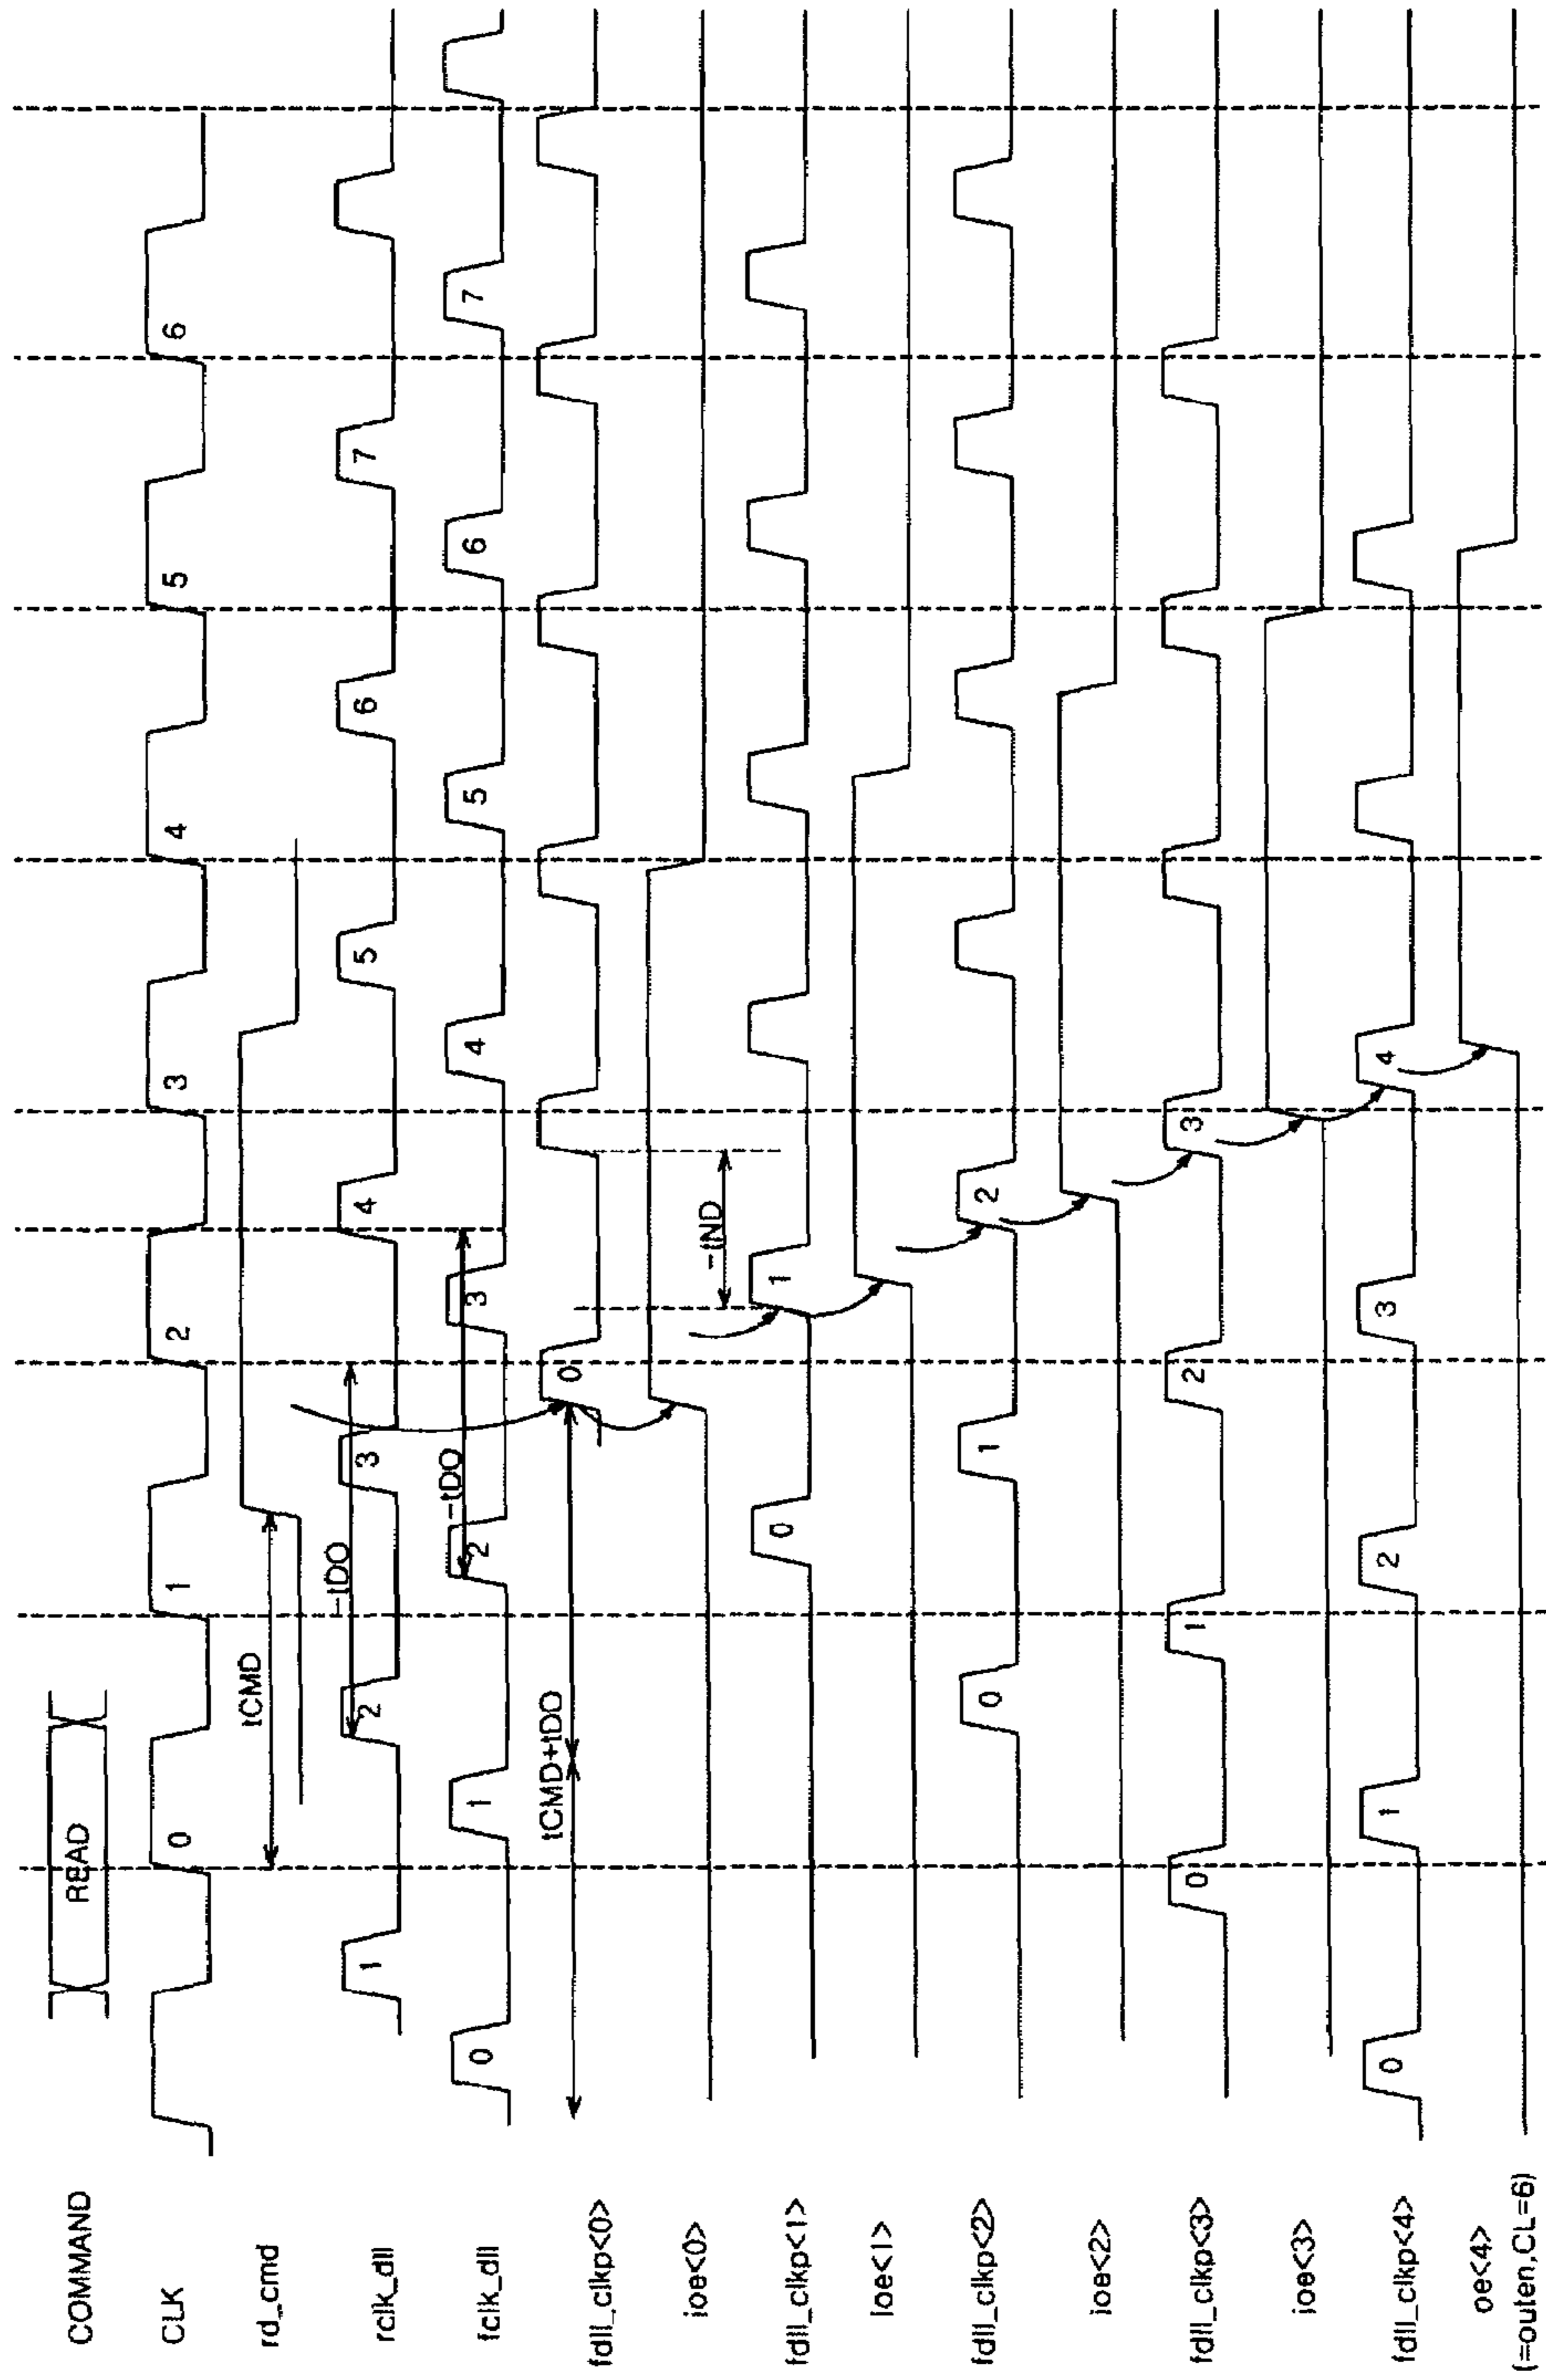 COMMAND READ
CLK 0 1 2 3 4 5 6
rd_cmd tCMD
rclk_dll 1 2 3 4 5 6 7 -tDO
fclk_dll 0 1 2 3 4 5 6 7 -tDO
fdll_clkp<0> tCMD+tDO 0
ioe<0>
fdll_clkp<1> 0 1 -tND
ioe<1>
fdll_clkp<2> 0 1 2
ioe<2>
fdll_clkp<3> 0 1 2 3
ioe<3>
fdll_clkp<4> 0 1 2 3 4
oe<4>
(=outen,CL=6)